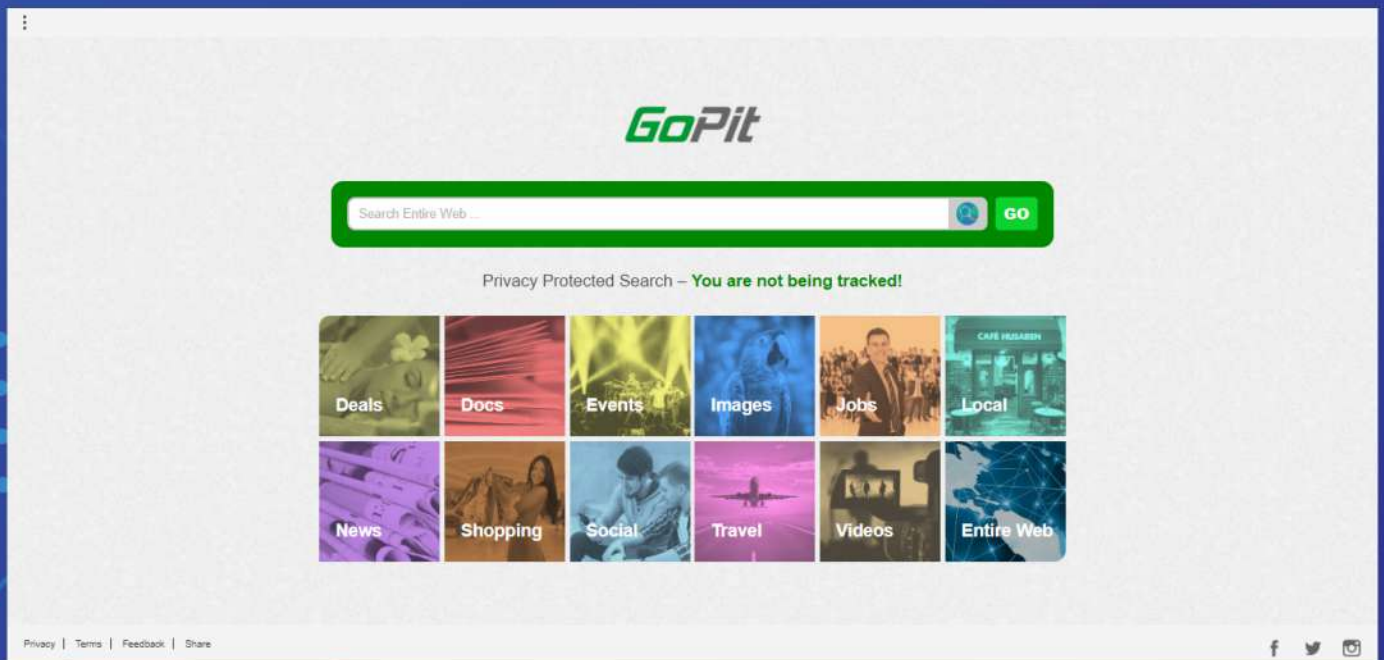 GoPit
Search Entire Web ...
GO
Privacy Protected Search – You are not being tracked!
CAFÉ HUSAREN
Deals
Docs
Events
Images
Jobs
Local
News
Shopping
Social
Travel
Videos
Entire Web
Privacy | Terms | Feedback | Share